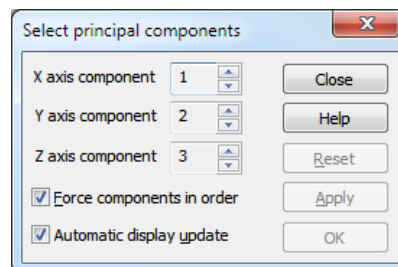 Select principal components
X axis component 1
Close
Y axis component 2
Help
Z axis component 3
Reset
Force components in order
Apply
Automatic display update
OK